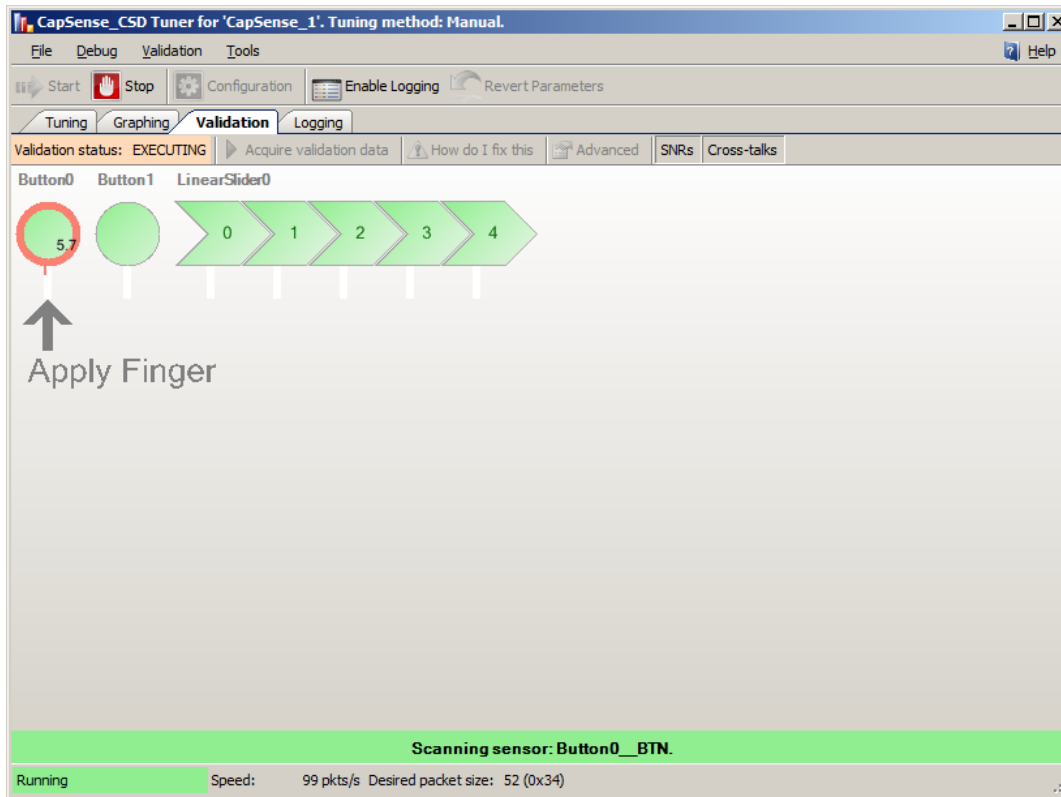 CapSense_CSD Tuner for 'CapSense_1'. Tuning method: Manual.
File Debug Validation Tools Help
Start Stop Configuration Enable Logging Revert Parameters
Tuning Graphing Validation Logging
Validation status: EXECUTING Acquire validation data How do I fix this Advanced SNRs Cross-talks
Button0 Button1 LinearSlider0
5.7 0 1 2 3 4
Apply Finger
Scanning sensor: Button0__BTN.
Running Speed: 99 pkts/s Desired packet size: 52 (0x34)